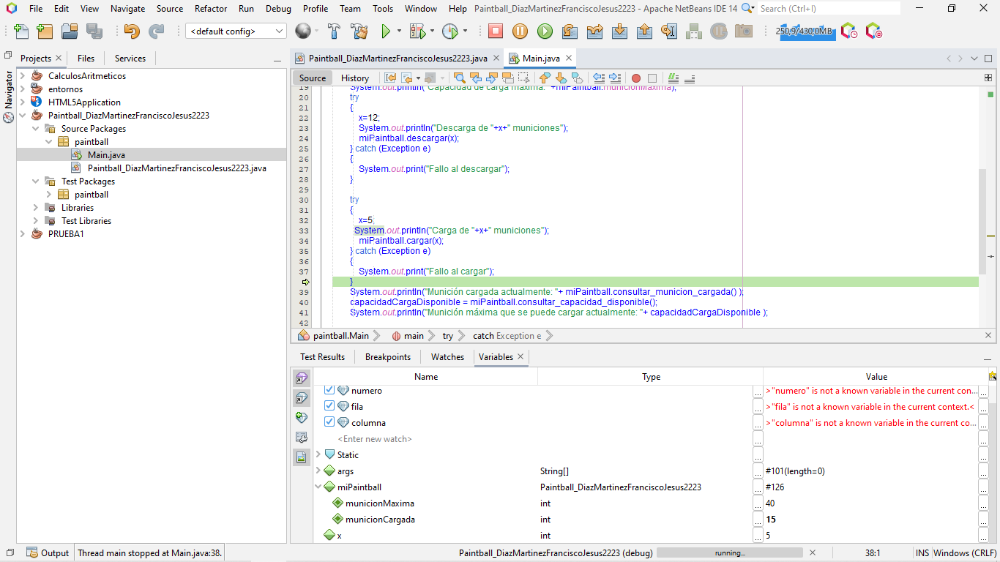 File Edit View Navigate Source Refactor Run Debug Profile Team Tools Window Help Paintball_DiazMartinezFranciscoJesus2223 - Apache NetBeans IDE 14 Search (Ctrl+I)
<default config> 250,9/430,0MB
Projects Files Services
Navigator
CalculosAritmeticos
entornos
HTML5Application
Paintball_DiazMartinezFranciscoJesus2223
Source Packages
paintball
Main.java
Paintball_DiazMartinezFranciscoJesus2223.java
Test Packages
paintball
Libraries
Test Libraries
PRUEBA1
Paintball_DiazMartinezFranciscoJesus2223.java Main.java
Source History
19 System.out.println("Capacidad de carga máxima: "+miPaintball.municionMaxima);
20 try
21 {
22 x=12;
23 System.out.println("Descarga de "+x+" municiones");
24 miPaintball.descargar(x);
25 } catch (Exception e)
26 {
27 System.out.print("Fallo al descargar");
28 }
29
30 try
31 {
32 x=5;
33 System.out.println("Carga de "+x+" municiones");
34 miPaintball.cargar(x);
35 } catch (Exception e)
36 {
37 System.out.print("Fallo al cargar");
}
39 System.out.println("Munición cargada actualmente: "+ miPaintball.consultar_municion_cargada() );
40 capacidadCargaDisponible = miPaintball.consultar_capacidad_disponible();
41 System.out.println("Munición máxima que se puede cargar actualmente: "+ capacidadCargaDisponible );
42
paintball.Main main try catch Exception e
Test Results Breakpoints Watches Variables
Name Type Value
numero ... >"numero" is not a known variable in the current con... ...
fila ... >"fila" is not a known variable in the current context.< ...
columna ... >"columna" is not a known variable in the current co... ...
<Enter new watch> ... ...
Static ... ...
args String[] ... #101(length=0) ...
miPaintball Paintball_DiazMartinezFranciscoJesus2223 ... #126 ...
municionMaxima int ... 40 ...
municionCargada int ... 15 ...
x int ... 5 ...
Output Thread main stopped at Main.java:38. Paintball_DiazMartinezFranciscoJesus2223 (debug) running... 38:1 INS Windows (CRLF)